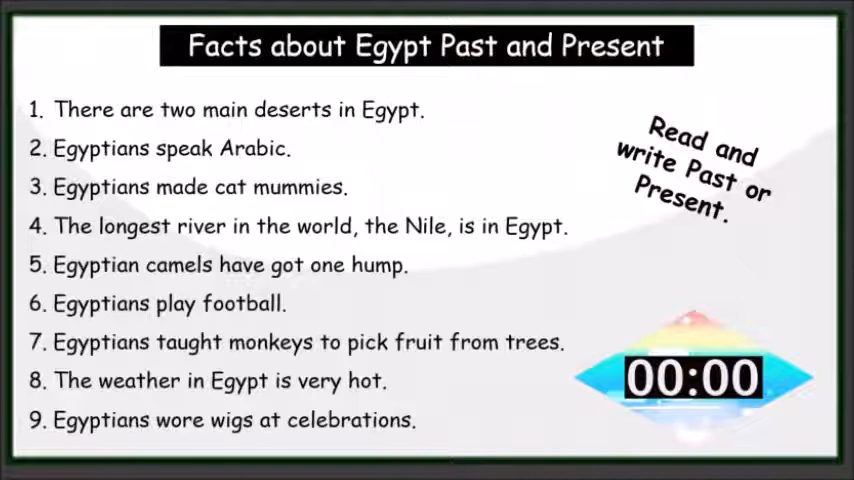 Facts about Egypt Past and Present
1. There are two main deserts in Egypt.
2. Egyptians speak Arabic.
3. Egyptians made cat mummies.
4. The longest river in the world, the Nile, is in Egypt.
5. Egyptian camels have got one hump.
6. Egyptians play football.
7. Egyptians taught monkeys to pick fruit from trees.
8. The weather in Egypt is very hot.
9. Egyptians wore wigs at celebrations.
Read and
write Past or
Present.
00:00